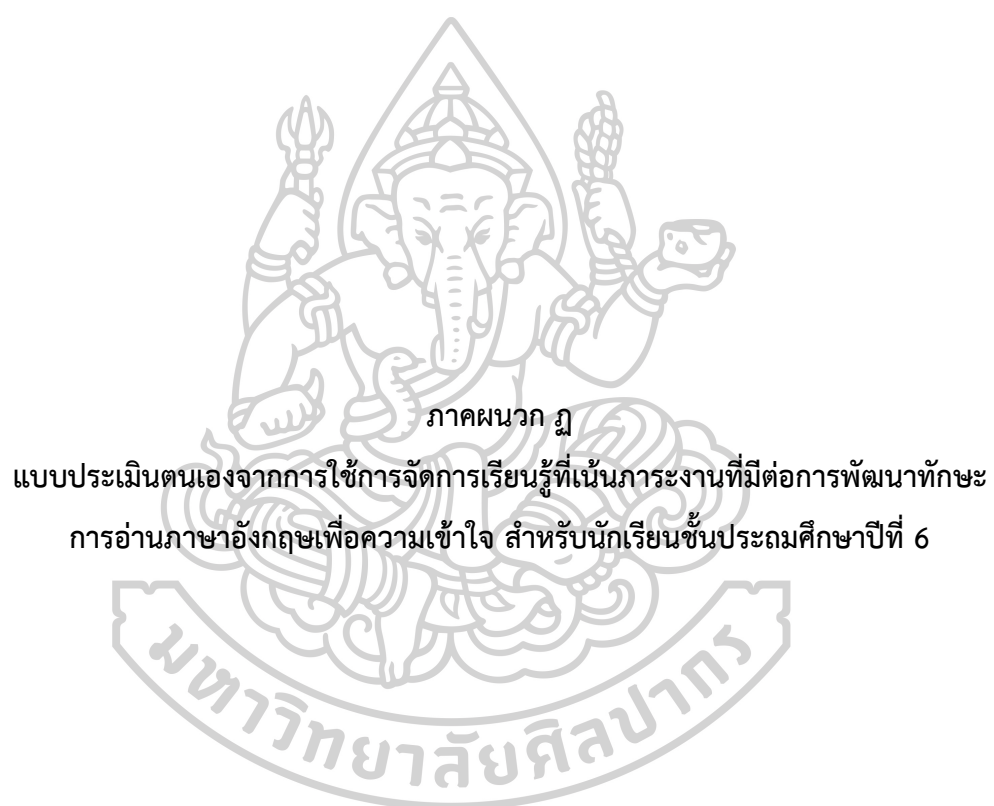 ภาคผนวก ฏ
แบบประเมินตนเองจากการใช้การจัดการเรียนรู้ที่เน้นภาระงานที่มีต่อการพัฒนาทักษะ
การอ่านภาษาอังกฤษเพื่อความเข้าใจ สำหรับนักเรียนชั้นประถมศึกษาปีที่ 6
มหาวิทยาลัยศิลปากร